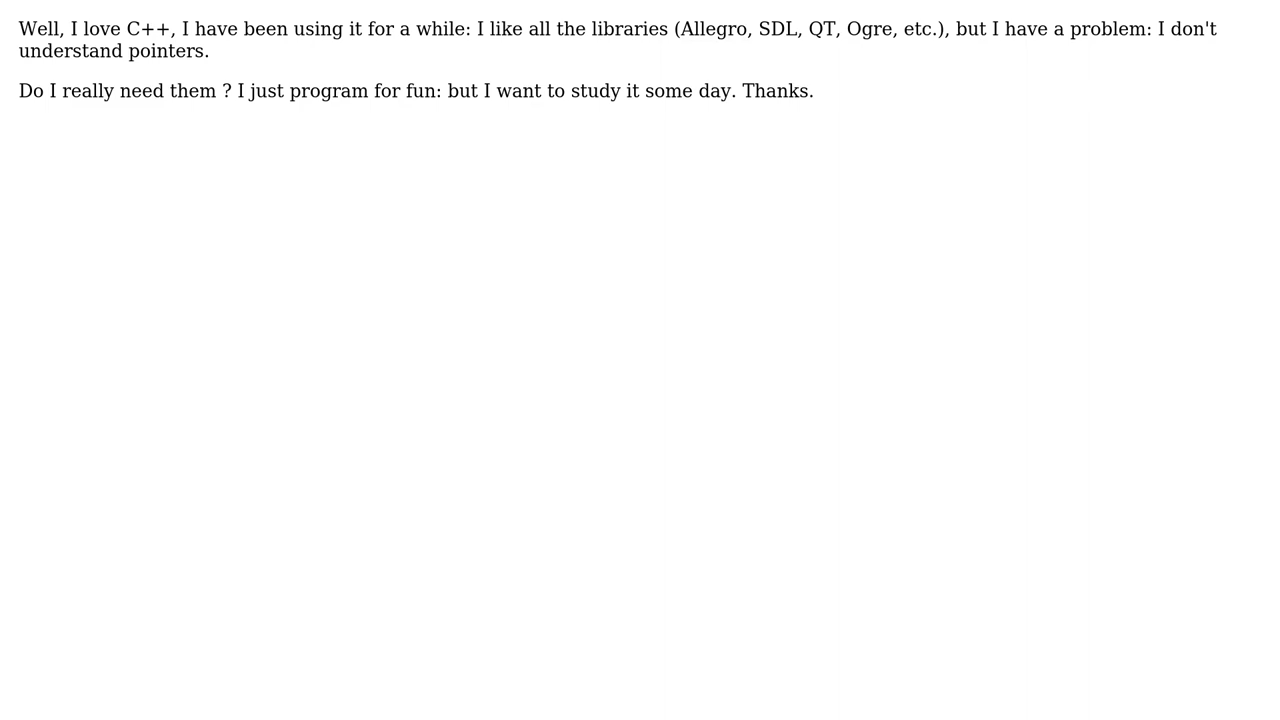 Well, I love C++, I have been using it for a while: I like all the libraries (Allegro, SDL, QT, Ogre, etc.), but I have a problem: I don't
understand pointers.
Do I really need them ? I just program for fun: but I want to study it some day. Thanks.